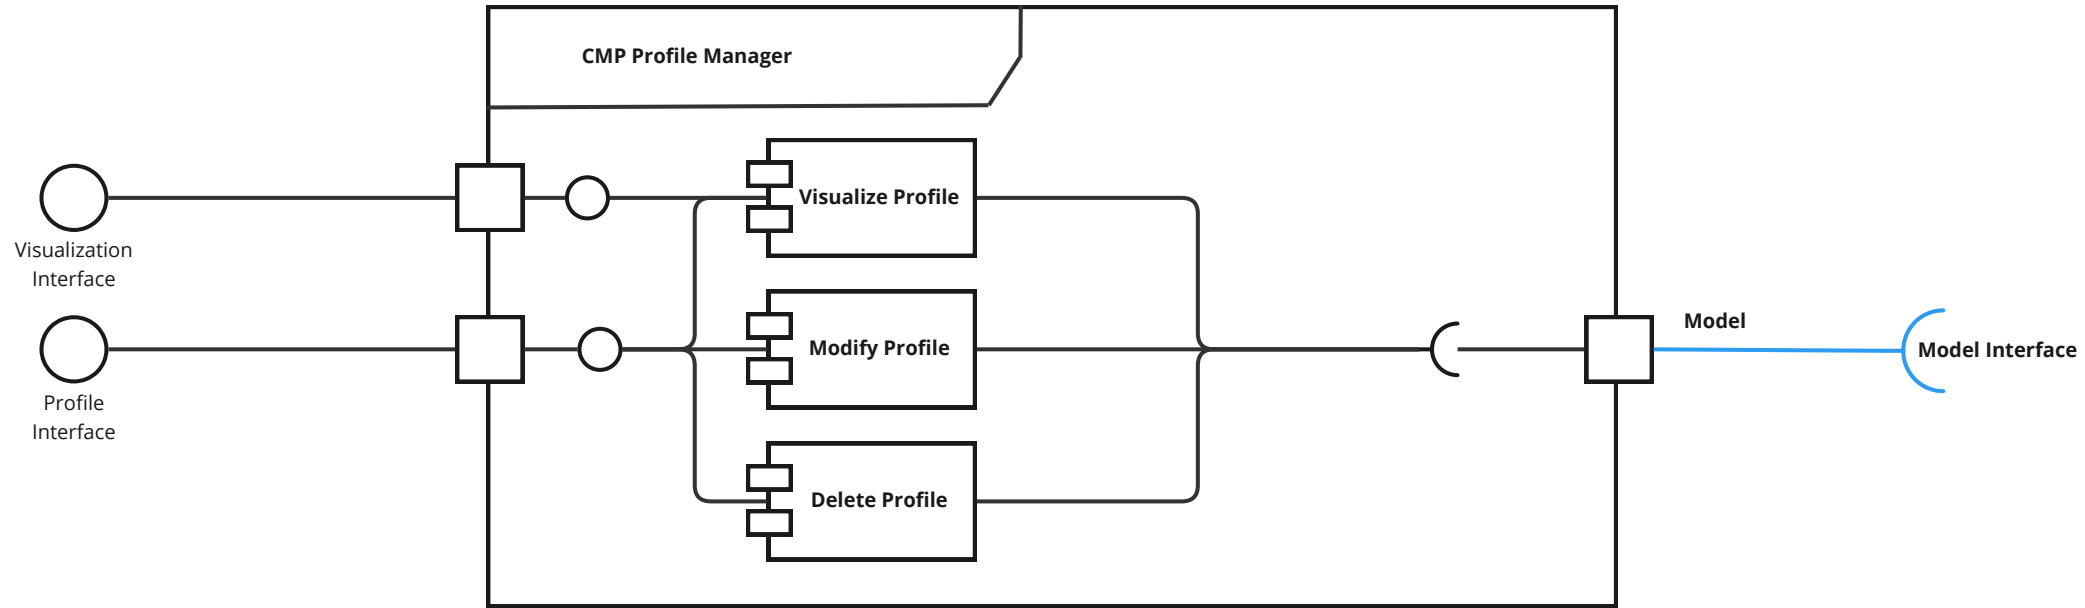 CMP Profile Manager
Visualize Profile
Visualization
Interface
Model
Modify Profile
Model Interface
Profile
Interface
Delete Profile